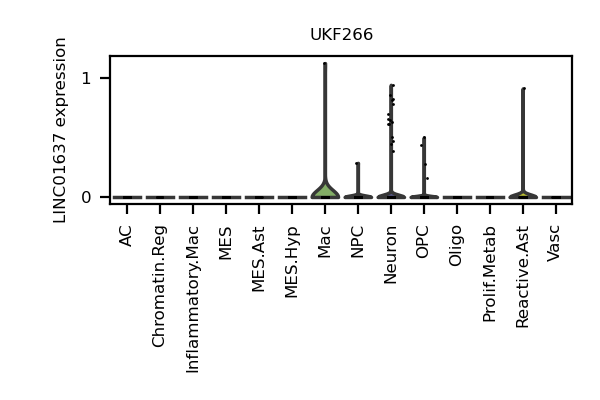 UKF266
LINC01637 expression
1
0
AC
Chromatin.Reg
Inflammatory.Mac
MES
MES.Ast
MES.Hyp
Mac
NPC
Neuron
OPC
Oligo
Prolif.Metab
Reactive.Ast
Vasc